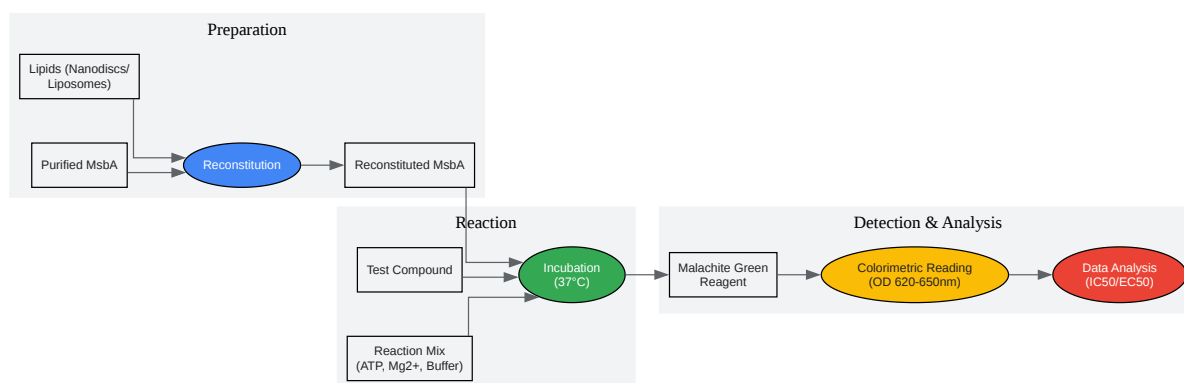 Preparation
Lipids (Nanodiscs/
Liposomes)
Purified MsbA
Reconstitution
Reconstituted MsbA
Reaction
Test Compound
Incubation
(37°C)
Reaction Mix
(ATP, Mg2+, Buffer)
Detection & Analysis
Malachite Green
Reagent
Colorimetric Reading
(OD 620-650nm)
Data Analysis
(IC50/EC50)